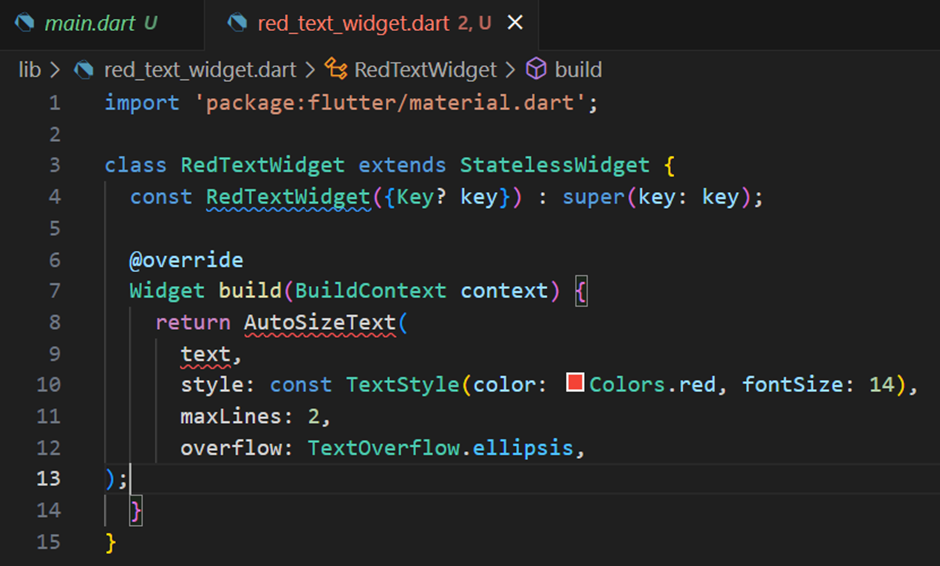 main.dart U red_text_widget.dart 2, U ×
lib > red_text_widget.dart > RedTextWidget > build
1 import 'package:flutter/material.dart';
2
3 class RedTextWidget extends StatelessWidget {
4   const RedTextWidget({Key? key}) : super(key: key);
5
6   @override
7   Widget build(BuildContext context) {
8     return AutoSizeText(
9       text,
10       style: const TextStyle(color: Colors.red, fontSize: 14),
11       maxLines: 2,
12       overflow: TextOverflow.ellipsis,
13 );
14   }
15 }